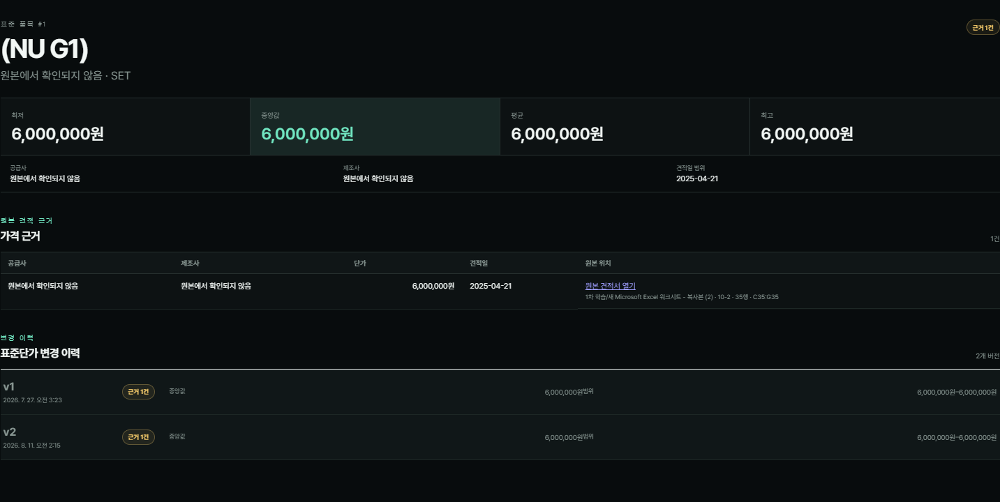 표준 품목 #1
근거 1건
(NU G1)
원본에서 확인되지 않음 · SET
최저 중앙값 평균 최고
6,000,000원 6,000,000원 6,000,000원 6,000,000원
공급사 제조사 견적일 범위
원본에서 확인되지 않음 원본에서 확인되지 않음 2025-04-21
원본 견적 근거
가격 근거 1건
공급사 제조사 단가 견적일 원본 위치
원본에서 확인되지 않음 원본에서 확인되지 않음 6,000,000원 2025-04-21 원본 견적서 열기
1차 학습/새 Microsoft Excel 워크시트 - 복사본 (2) · 10-2 · 35행 · C35:G35
변경 이력
표준단가 변경 이력 2개 버전
v1 근거 1건 중앙값 6,000,000원 범위 6,000,000원–6,000,000원
2026. 7. 27. 오전 3:23
v2 근거 1건 중앙값 6,000,000원 범위 6,000,000원–6,000,000원
2026. 8. 11. 오전 2:15